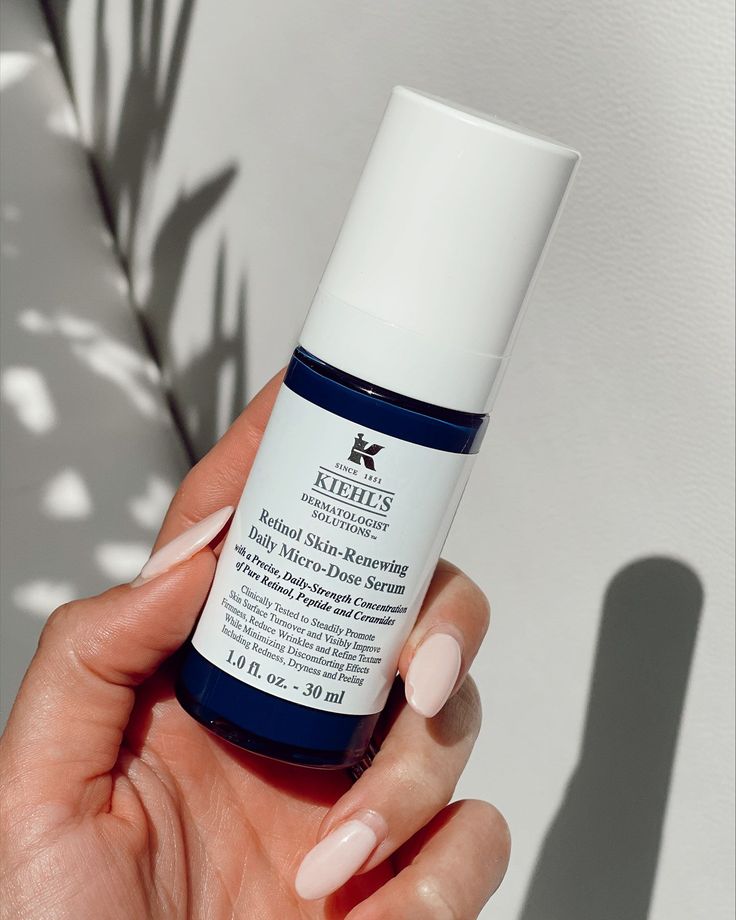 K
SINCE 1851
KIEHL'S
DERMATOLOGIST
SOLUTIONS™
Retinol Skin-Renewing
Daily Micro-Dose Serum
with a Precise, Daily-Strength Concentration
of Pure Retinol, Peptide and Ceramides
Clinically Tested to Steadily Promote
Skin Surface Turnover and Visibly Improve
Firmness, Reduce Wrinkles and Refine Texture
While Minimizing Discomforting Effects
Including Redness, Dryness and Peeling
1.0 fl. oz. - 30 ml